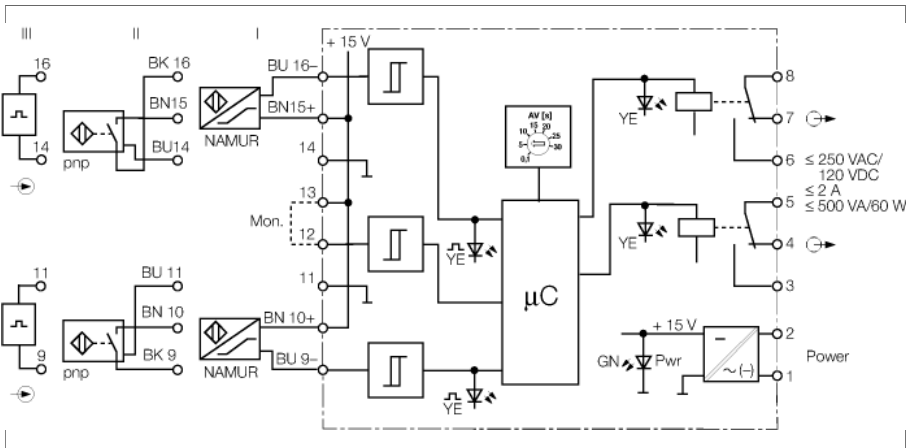 III
II
I
+ 15 V
16
BK 16
BU 16–
8
AV [s]
15 20
10 25
5 30
0,1
YE
BN15
BN15+
7
14
pnp
BU14
NAMUR
14
6
≤ 250 VAC/
120 VDC
≤ 2 A
≤ 500 VA/60 W
13
5
Mon.
12
YE
YE
4
11
BU 11
11
µC
3
BN 10
BN 10+
+ 15 V
2
9
pnp
BK 9
NAMUR
BU 9–
GN
Pwr
~ (–)
Power
1
YE